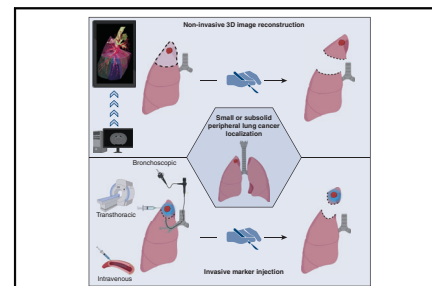 Non-invasive 3D image reconstruction
Small or subsolid
peripheral lung cancer
localization
Bronchoscopic
Transthoracic
Intravenous
Invasive marker injection